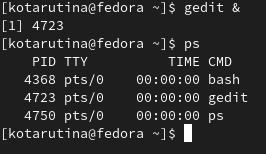 [kotarutina@fedora ~]$ gedit &
[1] 4723
[kotarutina@fedora ~]$ ps
    PID TTY          TIME CMD
   4368 pts/0    00:00:00 bash
   4723 pts/0    00:00:00 gedit
   4750 pts/0    00:00:00 ps
[kotarutina@fedora ~]$